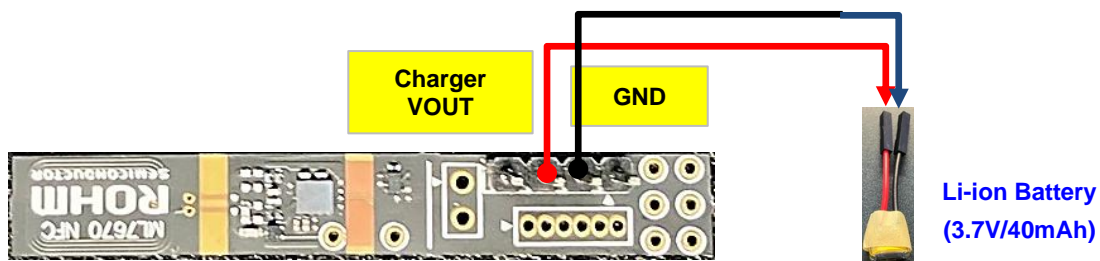 Charger
VOUT
GND
ML7670 NFC
ROHM
SEMICONDUCTOR
Li-ion Battery
(3.7V/40mAh)